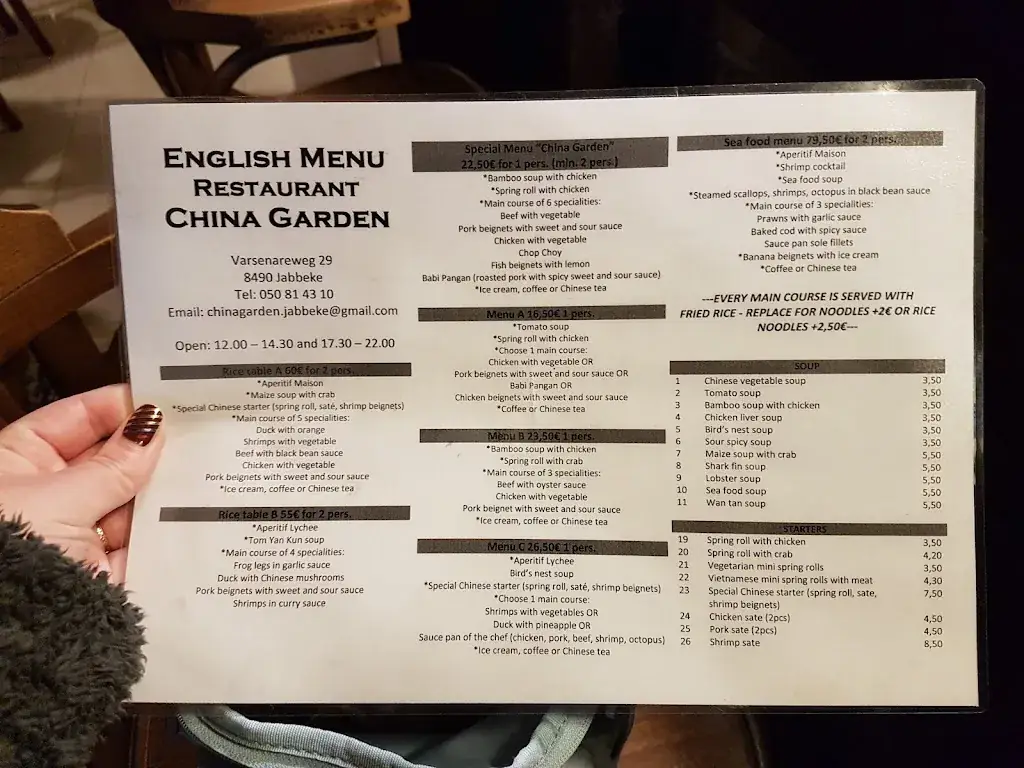 ENGLISH MENU
RESTAURANT
CHINA GARDEN
Varsenareweg 29
8490 Jabbeke
Tel: 050 81 43 10
Email: chinagarden.jabbeke@gmail.com
Open: 12.00 – 14.30 and 17.30 – 22.00
Rice table A 60€ for 2 pers.
*Aperitif Maison
*Maize soup with crab
*Special Chinese starter (spring roll, saté, shrimp beignets)
*Main course of 5 specialities:
Duck with orange
Shrimps with vegetable
Beef with black bean sauce
Chicken with vegetable
Pork beignets with sweet and sour sauce
*Ice cream, coffee or Chinese tea
Rice table B 55€ for 2 pers.
*Aperitif Lychee
*Tom Yan Kun soup
*Main course of 4 specialities:
Frog legs in garlic sauce
Duck with Chinese mushrooms
Pork beignets with sweet and sour sauce
Shrimps in curry sauce
Special Menu "China Garden"
22,50€ for 1 pers. (min. 2 pers.)
*Bamboo soup with chicken
*Spring roll with chicken
*Main course of 6 specialities:
Beef with vegetable
Pork beignets with sweet and sour sauce
Chicken with vegetable
Chop Choy
Fish beignets with lemon
Babi Pangan (roasted pork with spicy sweet and sour sauce)
*Ice cream, coffee or Chinese tea
Menu A 16,50€ 1 pers.
*Tomato soup
*Spring roll with chicken
*Choose 1 main course:
Chicken with vegetable OR
Pork beignets with sweet and sour sauce OR
Babi Pangan OR
Chicken beignets with sweet and sour sauce
*Coffee or Chinese tea
Menu B 23,50€ 1 pers.
*Bamboo soup with chicken
*Spring roll with crab
*Main course of 3 specialities:
Beef with oyster sauce
Chicken with vegetable
Pork beignet with sweet and sour sauce
*Ice cream, coffee or Chinese tea
Menu C 26,50€ 1 pers.
*Aperitif Lychee
Bird's nest soup
*Special Chinese starter (spring roll, saté, shrimp beignets)
*Choose 1 main course:
Shrimps with vegetables OR
Duck with pineapple OR
Sauce pan of the chef (chicken, pork, beef, shrimp, octopus)
*Ice cream, coffee or Chinese tea
Sea food menu 79,50€ for 2 pers.
*Aperitif Maison
*Shrimp cocktail
*Sea food soup
*Steamed scallops, shrimps, octopus in black bean sauce
*Main course of 3 specialities:
Prawns with garlic sauce
Baked cod with spicy sauce
Sauce pan sole fillets
*Banana beignets with ice cream
*Coffee or Chinese tea
---EVERY MAIN COURSE IS SERVED WITH
FRIED RICE - REPLACE FOR NOODLES +2€ OR RICE
NOODLES +2,50€---
SOUP
1 Chinese vegetable soup 3,50
2 Tomato soup 3,50
3 Bamboo soup with chicken 3,50
4 Chicken liver soup 3,50
5 Bird's nest soup 3,50
6 Sour spicy soup 3,50
7 Maize soup with crab 5,50
8 Shark fin soup 5,50
9 Lobster soup 5,50
10 Sea food soup 5,50
11 Wan tan soup 5,50
STARTERS
19 Spring roll with chicken 3,50
20 Spring roll with crab 4,20
21 Vegetarian mini spring rolls 3,50
22 Vietnamese mini spring rolls with meat 4,30
23 Special Chinese starter (spring roll, sate, 7,50
shrimp beignets)
24 Chicken sate (2pcs) 4,50
25 Pork sate (2pcs) 4,50
26 Shrimp sate 8,50